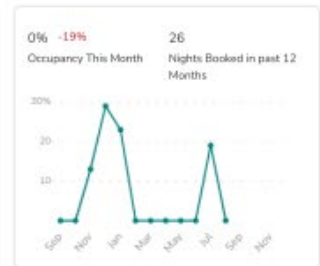 0% -19%
Occupancy This Month
26
Nights Booked in past 12
Months
30%
20
10
Sep
Nov
Jan
Mar
May
Jul
Sep
Nov